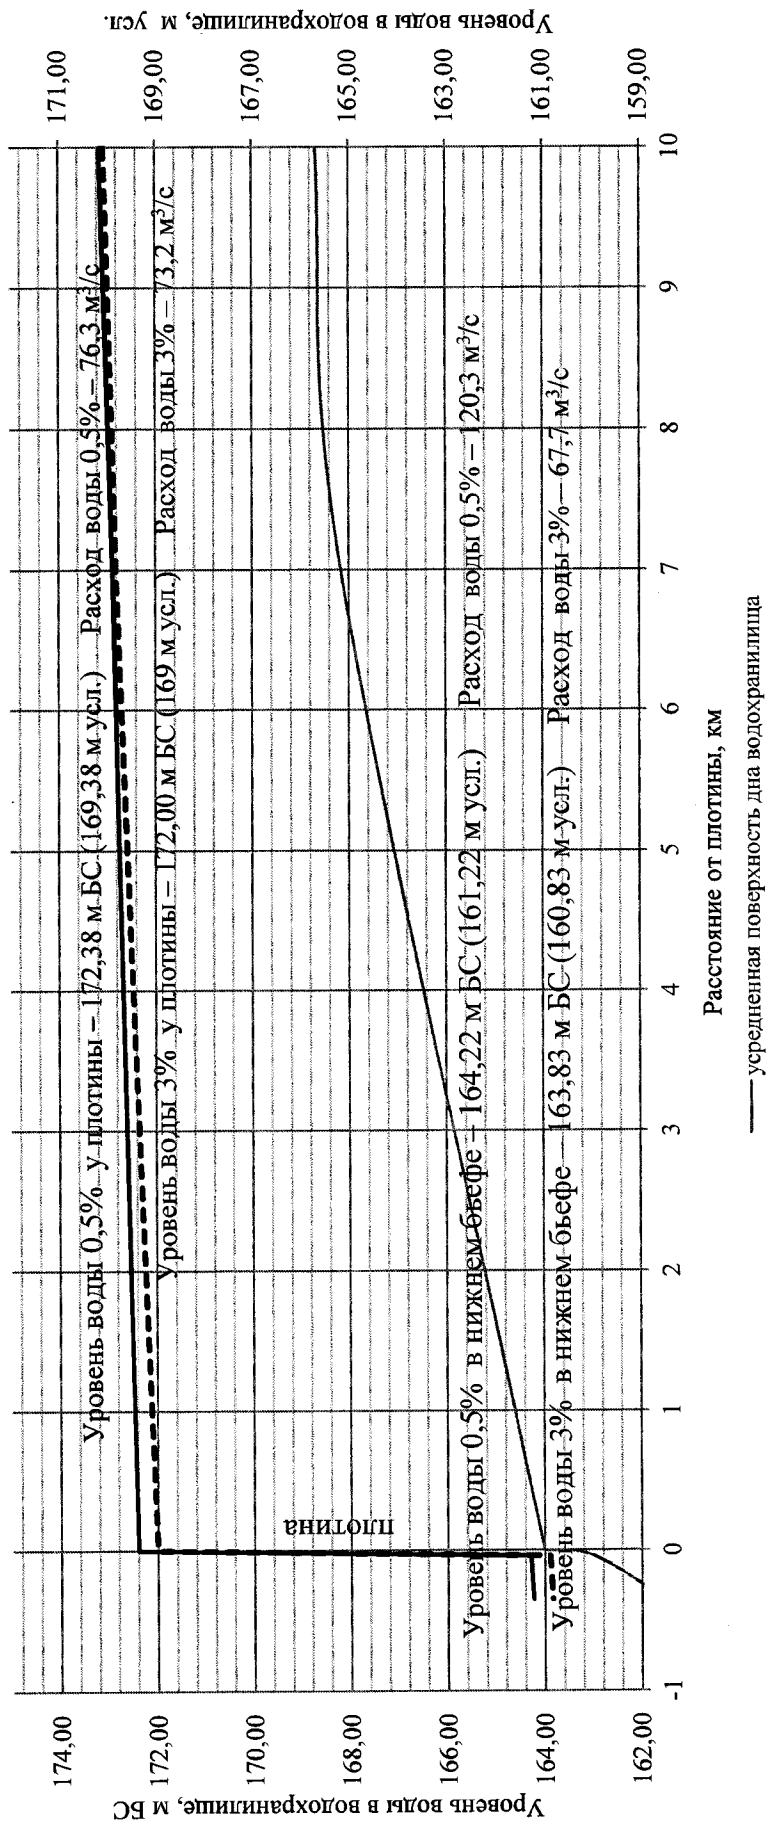 Уровень воды в водохранилище, м БС
Уровень воды в водохранилище, м усл.
174,00
172,00
170,00
168,00
166,00
164,00
162,00
171,00
169,00
167,00
165,00
163,00
161,00
159,00
Уровень воды 0,5% у плотины – 172,38 м БС (169,38 м усл.) Расход воды 0,5% – 76,3 м³/с
Уровень воды 3% у плотины – 172,00 м БС (169 м усл.) Расход воды 3% – 73,2 м³/с
плотина
Уровень воды 0,5% в нижнем бьефе – 164,22 м БС (161,22 м усл.) Расход воды 0,5% – 120,3 м³/с
Уровень воды 3% в нижнем бьефе – 163,83 м БС (160,83 м усл.) Расход воды 3% – 67,7 м³/с
-1 0 1 2 3 4 5 6 7 8 9 10
Расстояние от плотины, км
усредненная поверхность дна водохранилища